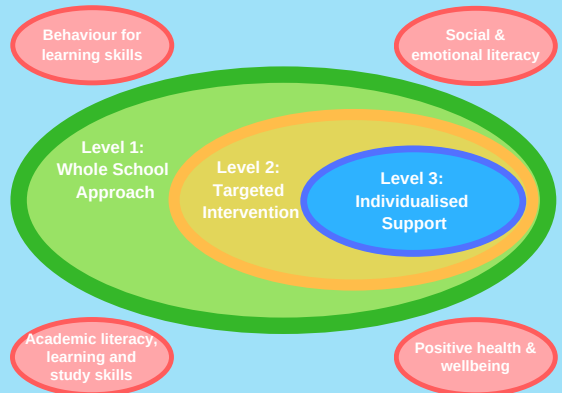 Behaviour for
learning skills
Social &
emotional literacy
Level 1:
Whole School
Approach
Level 2:
Targeted
Intervention
Level 3:
Individualised
Support
Academic literacy,
learning and
study skills
Positive health &
wellbeing